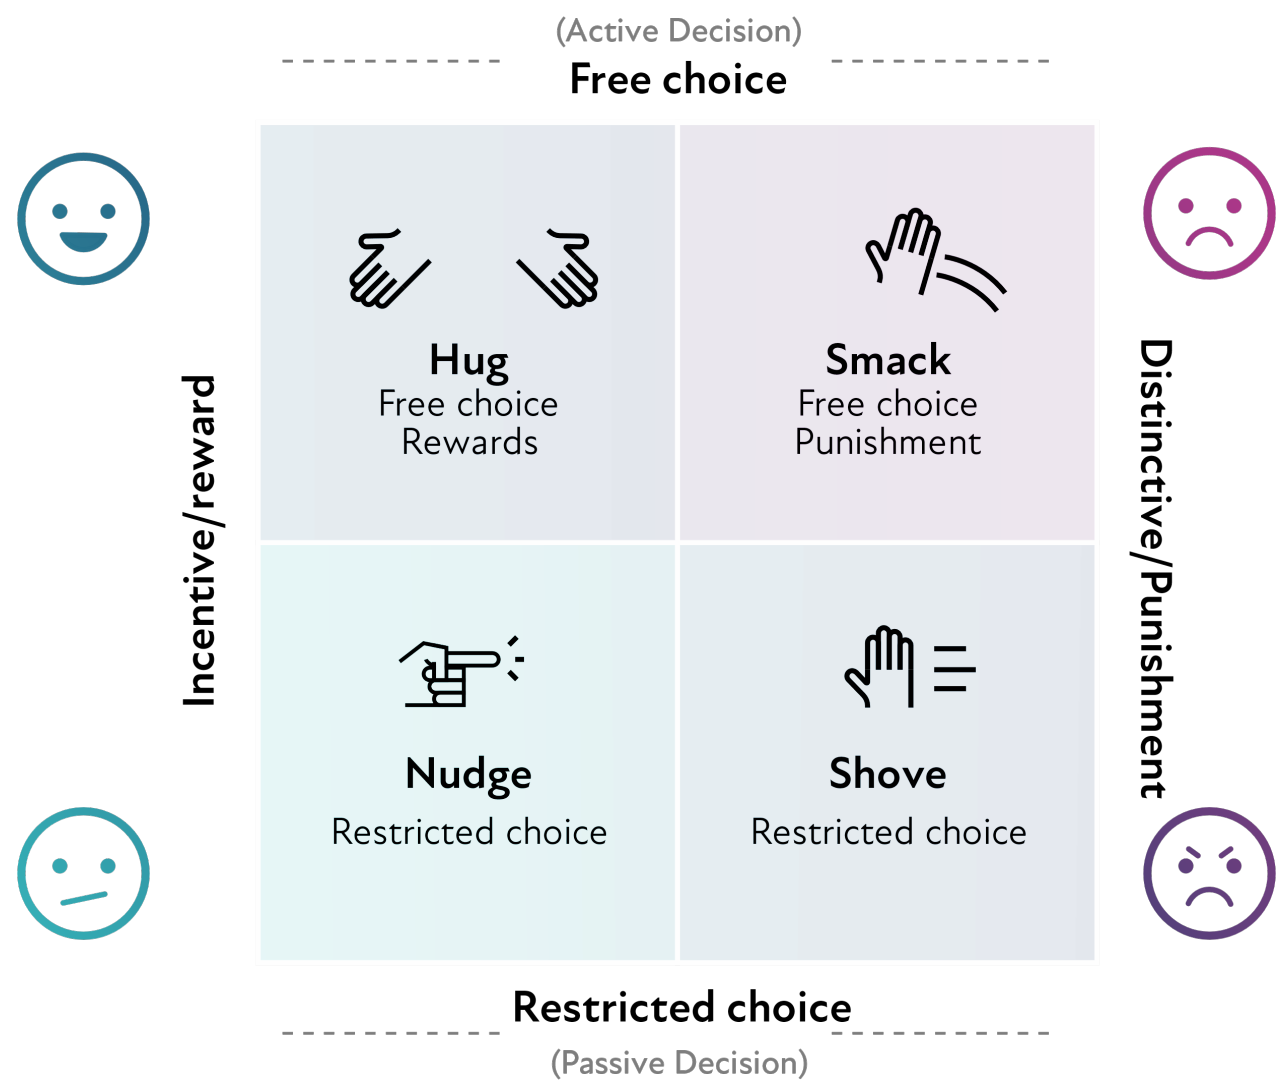 (Active Decision)
Free choice
Incentive/reward
Hug
Free choice
Rewards
Smack
Free choice
Punishment
Distinctive/Punishment
Nudge
Restricted choice
Shove
Restricted choice
Restricted choice
(Passive Decision)